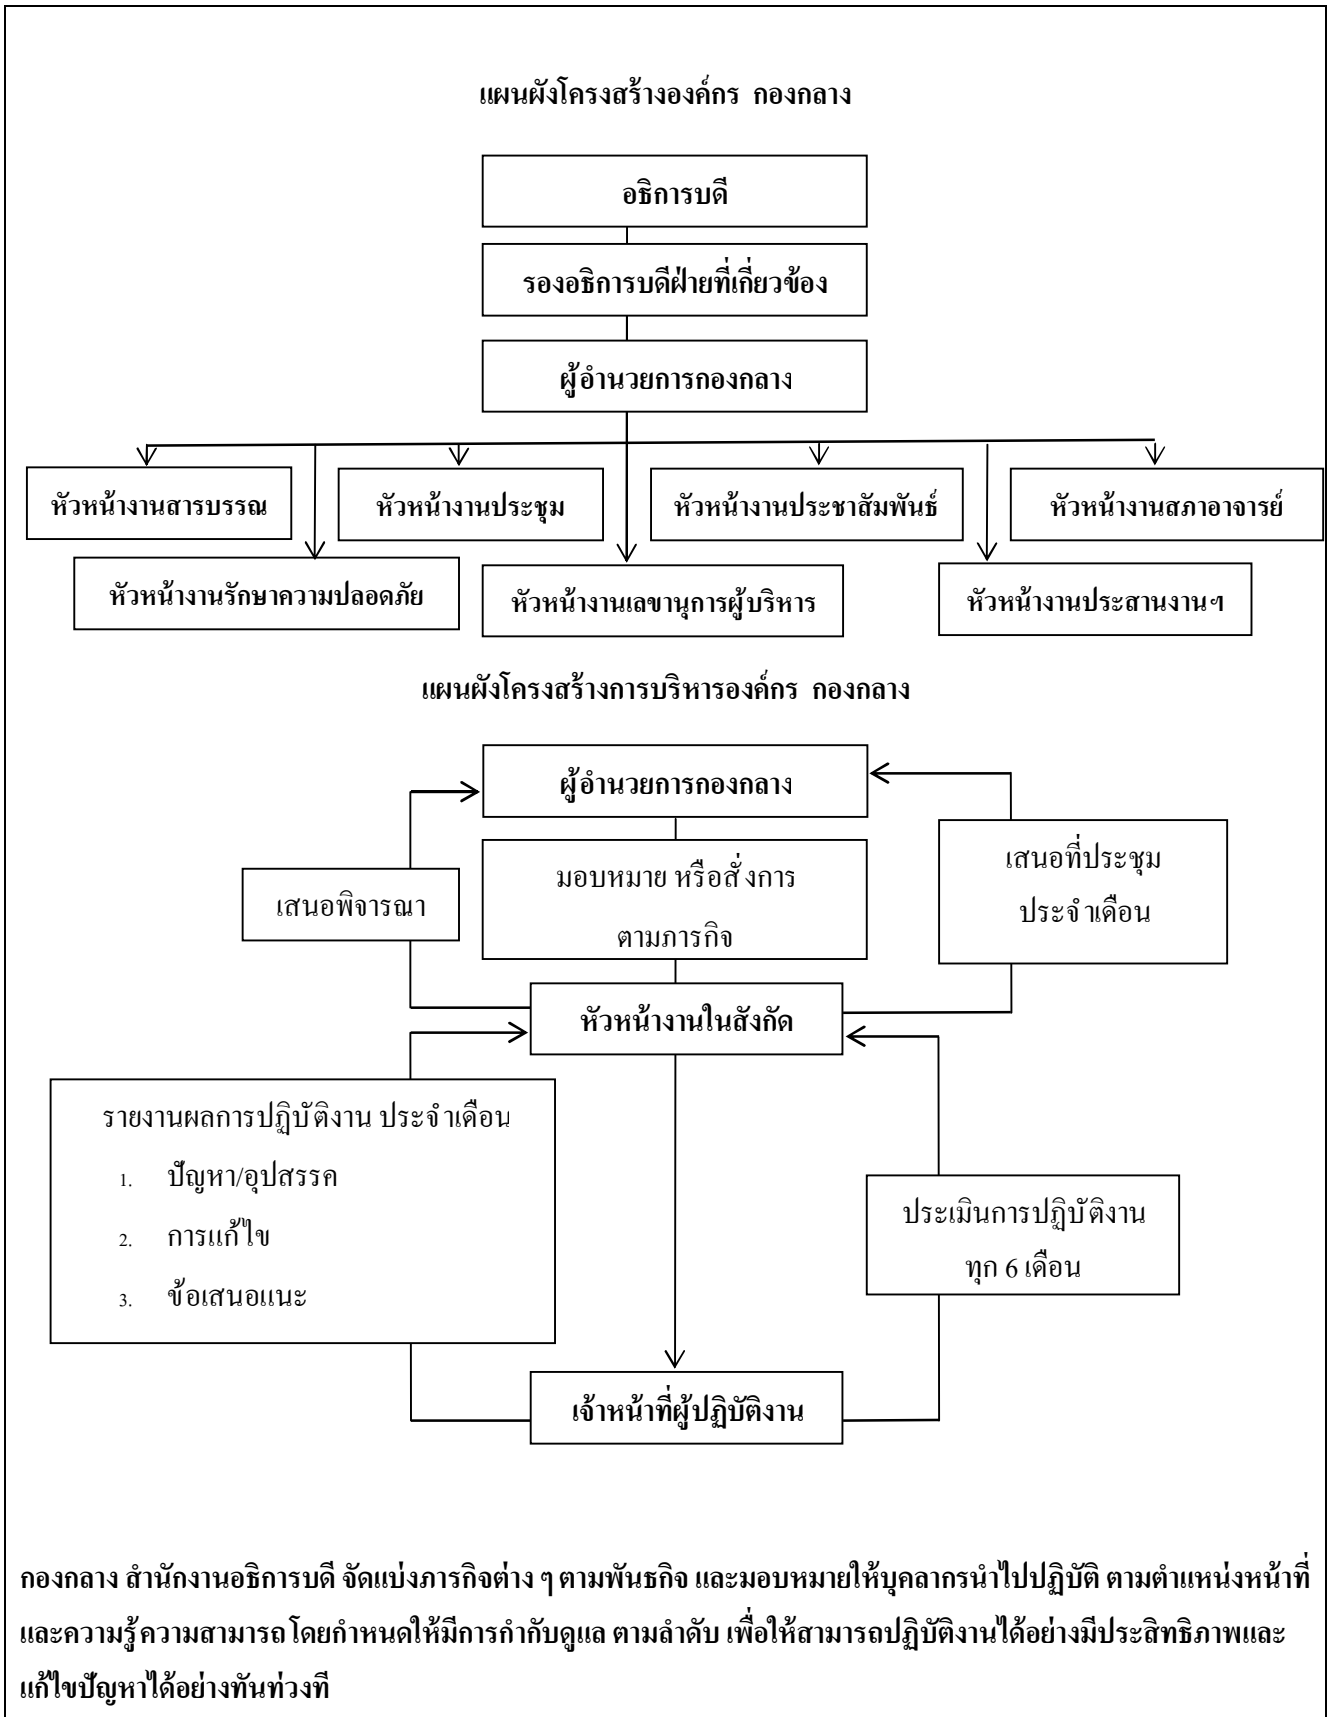 แผนผังโครงสร้างองค์กร กองกลาง
อธิการบดี
รองอธิการบดีฝ่ายที่เกี่ยวข้อง
ผู้อำนวยการกองกลาง
หัวหน้างานสารบรรณ
หัวหน้างานประชุม
หัวหน้างานประชาสัมพันธ์
หัวหน้างานสภาอาจารย์
หัวหน้างานรักษาความปลอดภัย
หัวหน้างานเลขานุการผู้บริหาร
หัวหน้างานประสานงานฯ
แผนผังโครงสร้างการบริหารองค์กร กองกลาง
ผู้อำนวยการกองกลาง
มอบหมาย หรือสั่งการ
ตามภารกิจ
เสนอพิจารณา
เสนอที่ประชุม
ประจำเดือน
หัวหน้างานในสังกัด
รายงานผลการปฏิบัติงาน ประจำเดือน
1. ปัญหา/อุปสรรค
2. การแก้ไข
3. ข้อเสนอแนะ
ประเมินการปฏิบัติงาน
ทุก 6 เดือน
เจ้าหน้าที่ผู้ปฏิบัติงาน
กองกลาง สำนักงานอธิการบดี จัดแบ่งภารกิจต่าง ๆ ตามพันธกิจ และมอบหมายให้บุคลากรนำไปปฏิบัติ ตามตำแหน่งหน้าที่
และความรู้ความสามารถ โดยกำหนดให้มีการกำกับดูแล ตามลำดับ เพื่อให้สามารถปฏิบัติงานได้อย่างมีประสิทธิภาพและ
แก้ไขปัญหาได้อย่างทันท่วงที